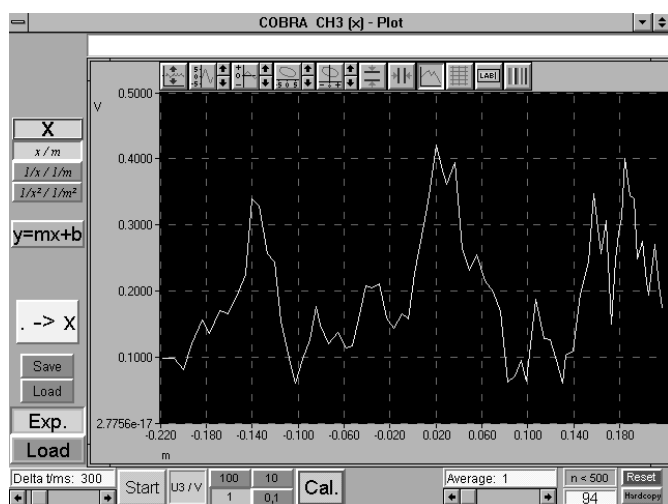 COBRA CH3 (x) - Plot
LAB|
X
x / m
1/x / 1/m
1/x² / 1/m²
y=mx+b
. -> X
Save
Load
Exp.
Load
V
0.5000
0.4000
0.3000
0.2000
0.1000
2.7756e-17
-0.220 -0.180 -0.140 -0.100 -0.060 -0.020 0.020 0.060 0.100 0.140 0.180
m
Delta t/ms: 300
Start
U3 / V
100 10
1 0,1
Cal.
Average: 1
n < 500
94
Reset
Hardcopy